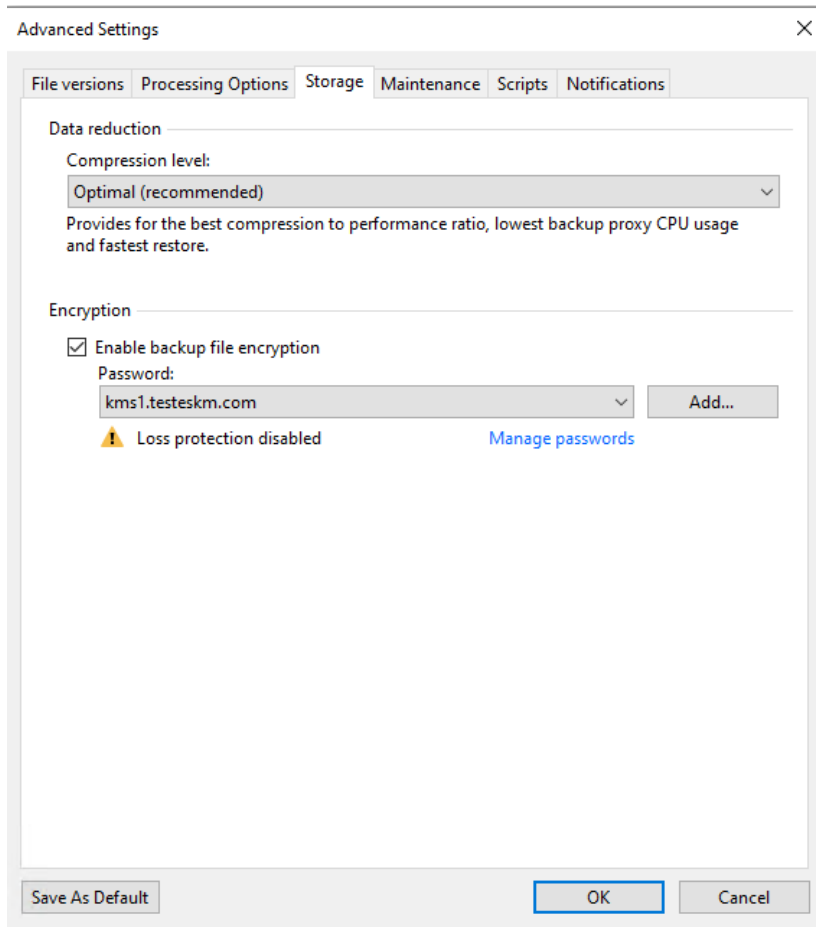 Advanced Settings
File versions Processing Options Storage Maintenance Scripts Notifications
Data reduction
Compression level:
Optimal (recommended)
Provides for the best compression to performance ratio, lowest backup proxy CPU usage
and fastest restore.
Encryption
Enable backup file encryption
Password:
kms1.testeskm.com Add...
Loss protection disabled Manage passwords
Save As Default OK Cancel